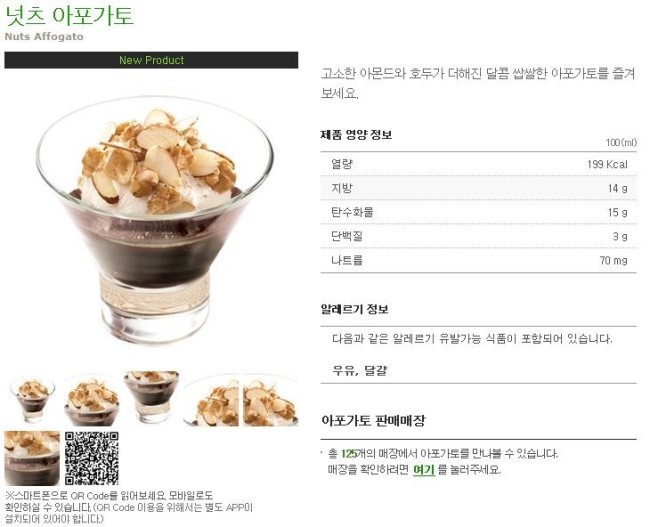 넛츠 아포가토
Nuts Affogato
New Product
고소한 아몬드와 호두가 더해진 달콤 쌉쌀한 아포가토를 즐겨
보세요.
제품 영양 정보
100(ml)
열량 199 Kcal
지방 14 g
탄수화물 15 g
단백질 3 g
나트륨 70 mg
알레르기 정보
다음과 같은 알레르기 유발가능 식품이 포함되어 있습니다.
우유, 달걀
아포가토 판매매장
· 총 125개의 매장에서 아포가토를 만나볼 수 있습니다.
매장을 확인하려면 여기 를 눌러주세요.
※스마트폰으로 QR Code를 읽어보세요. 모바일로도
확인하실 수 있습니다.(QR Code 이용을 위해서는 별도 APP이
설치되어 있어야 합니다.)